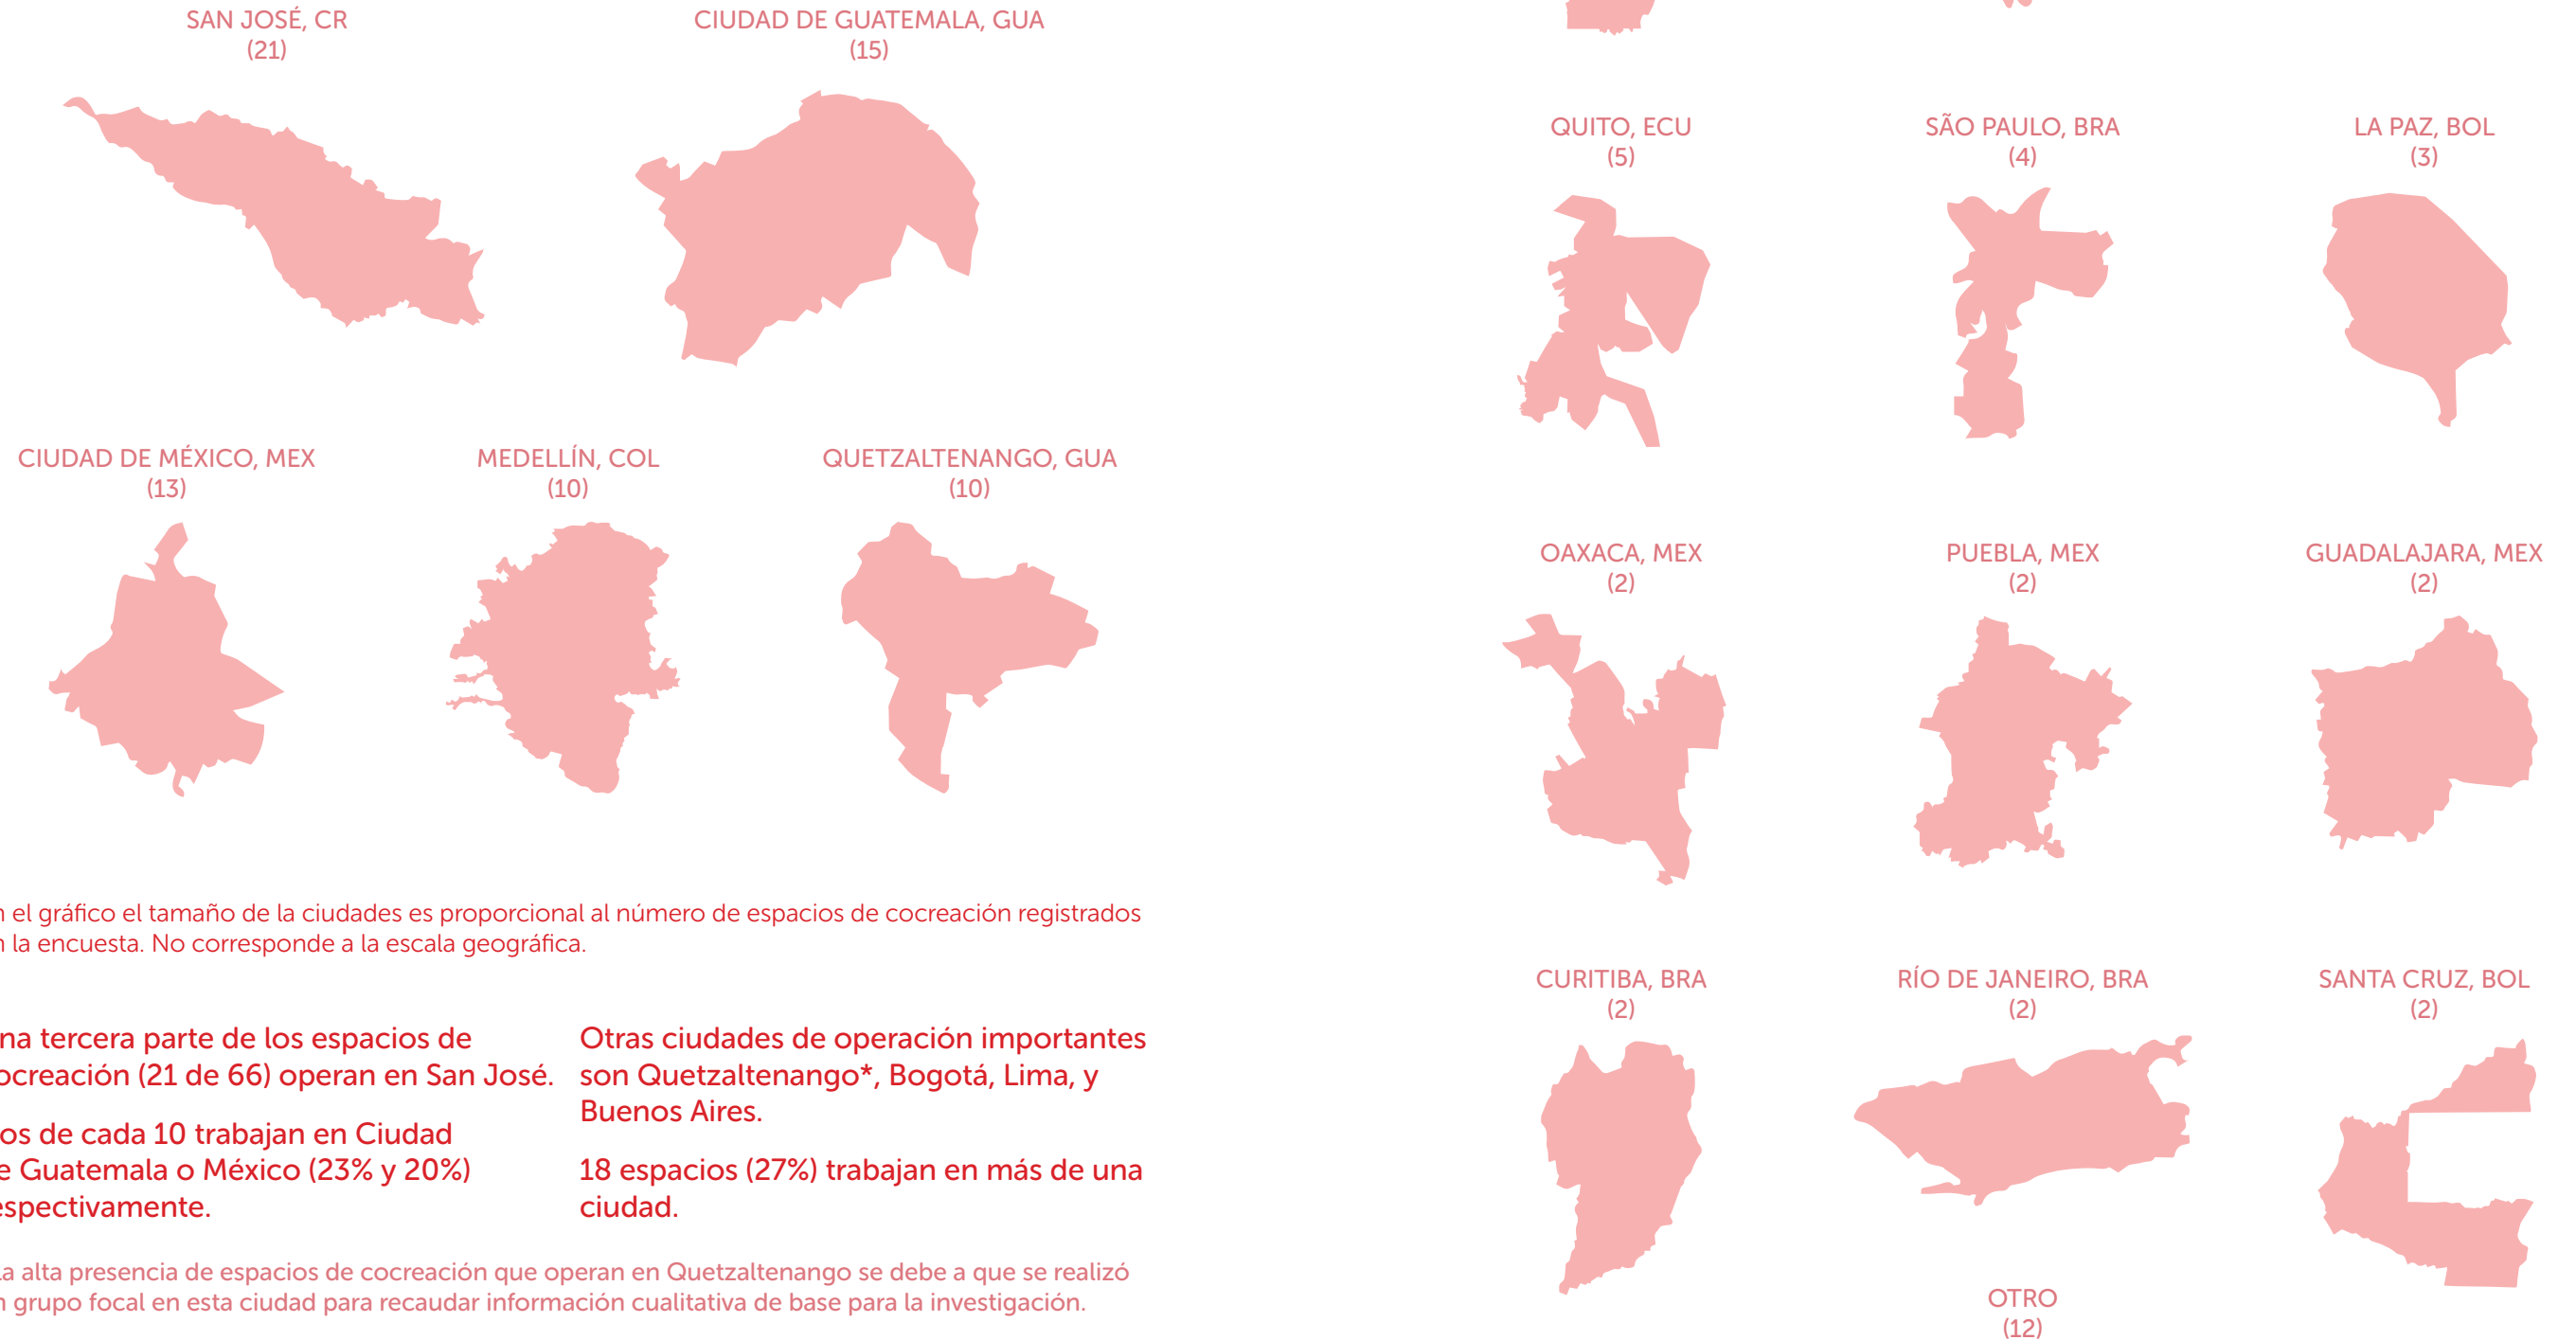 SAN JOSÉ, CR
(21)
CIUDAD DE GUATEMALA, GUA
(15)
CIUDAD DE MÉXICO, MEX
(13)
MEDELLÍN, COL
(10)
QUETZALTENANGO, GUA
(10)
n el gráfico el tamaño de la ciudades es proporcional al número de espacios de cocreación registrados
n la encuesta. No corresponde a la escala geográfica.
na tercera parte de los espacios de
ocreación (21 de 66) operan en San José.
os de cada 10 trabajan en Ciudad
e Guatemala o México (23% y 20%)
espectivamente.
Otras ciudades de operación importantes
son Quetzaltenango*, Bogotá, Lima, y
Buenos Aires.
18 espacios (27%) trabajan en más de una
ciudad.
la alta presencia de espacios de cocreación que operan en Quetzaltenango se debe a que se realizó
n grupo focal en esta ciudad para recaudar información cualitativa de base para la investigación.
QUITO, ECU
(5)
SÃO PAULO, BRA
(4)
LA PAZ, BOL
(3)
OAXACA, MEX
(2)
PUEBLA, MEX
(2)
GUADALAJARA, MEX
(2)
CURITIBA, BRA
(2)
RÍO DE JANEIRO, BRA
(2)
SANTA CRUZ, BOL
(2)
OTRO
(12)